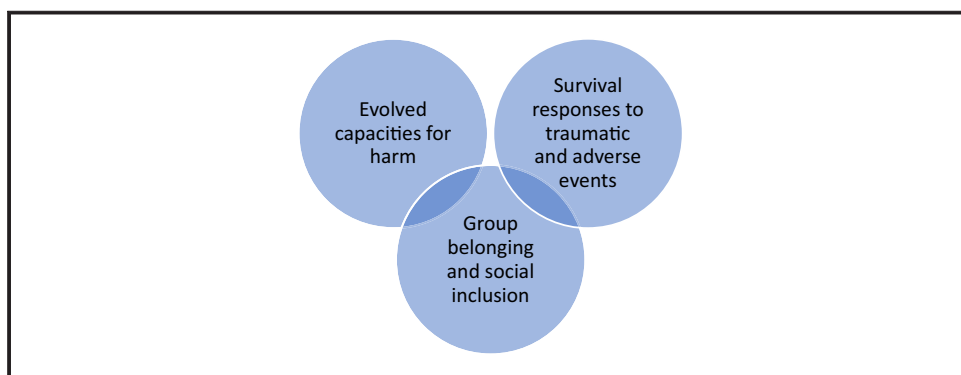 Evolved
capacities for
harm
Survival
responses to
traumatic
and adverse
events
Group
belonging
and social
inclusion